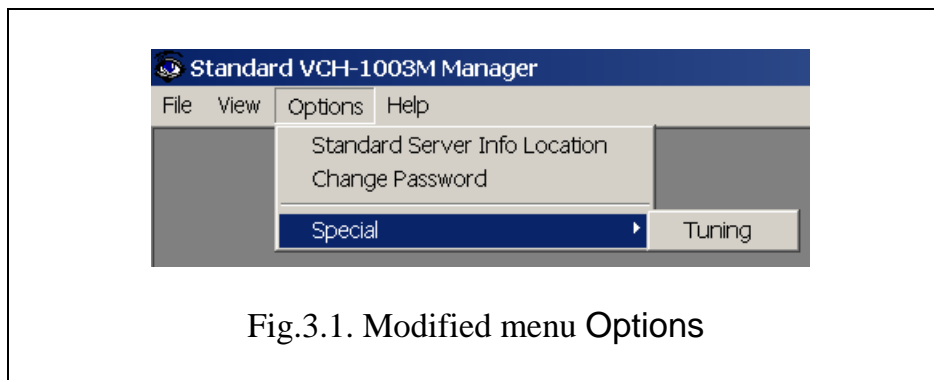 Standard VCH-1003M Manager
File View Options Help
Standard Server Info Location
Change Password
Special Tuning
Fig.3.1. Modified menu Options